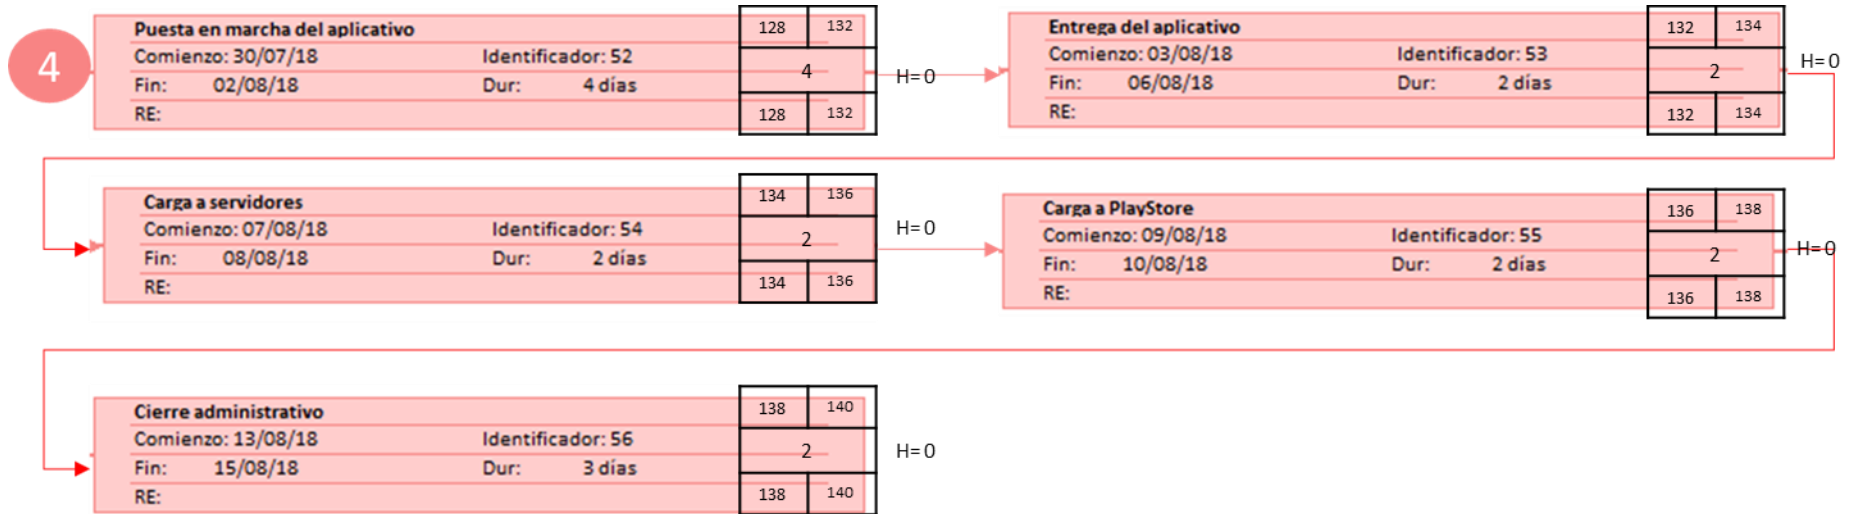 4
Puesta en marcha del aplicativo
Comienzo: 30/07/18 Identificador: 52
Fin: 02/08/18 Dur: 4 días
RE:
128 132
4
128 132
H= 0
Entrega del aplicativo
Comienzo: 03/08/18 Identificador: 53
Fin: 06/08/18 Dur: 2 días
RE:
132 134
2
132 134
H= 0
Carga a servidores
Comienzo: 07/08/18 Identificador: 54
Fin: 08/08/18 Dur: 2 días
RE:
134 136
2
134 136
H= 0
Carga a PlayStore
Comienzo: 09/08/18 Identificador: 55
Fin: 10/08/18 Dur: 2 días
RE:
136 138
2
136 138
H= 0
Cierre administrativo
Comienzo: 13/08/18 Identificador: 56
Fin: 15/08/18 Dur: 3 días
RE:
138 140
2
138 140
H= 0